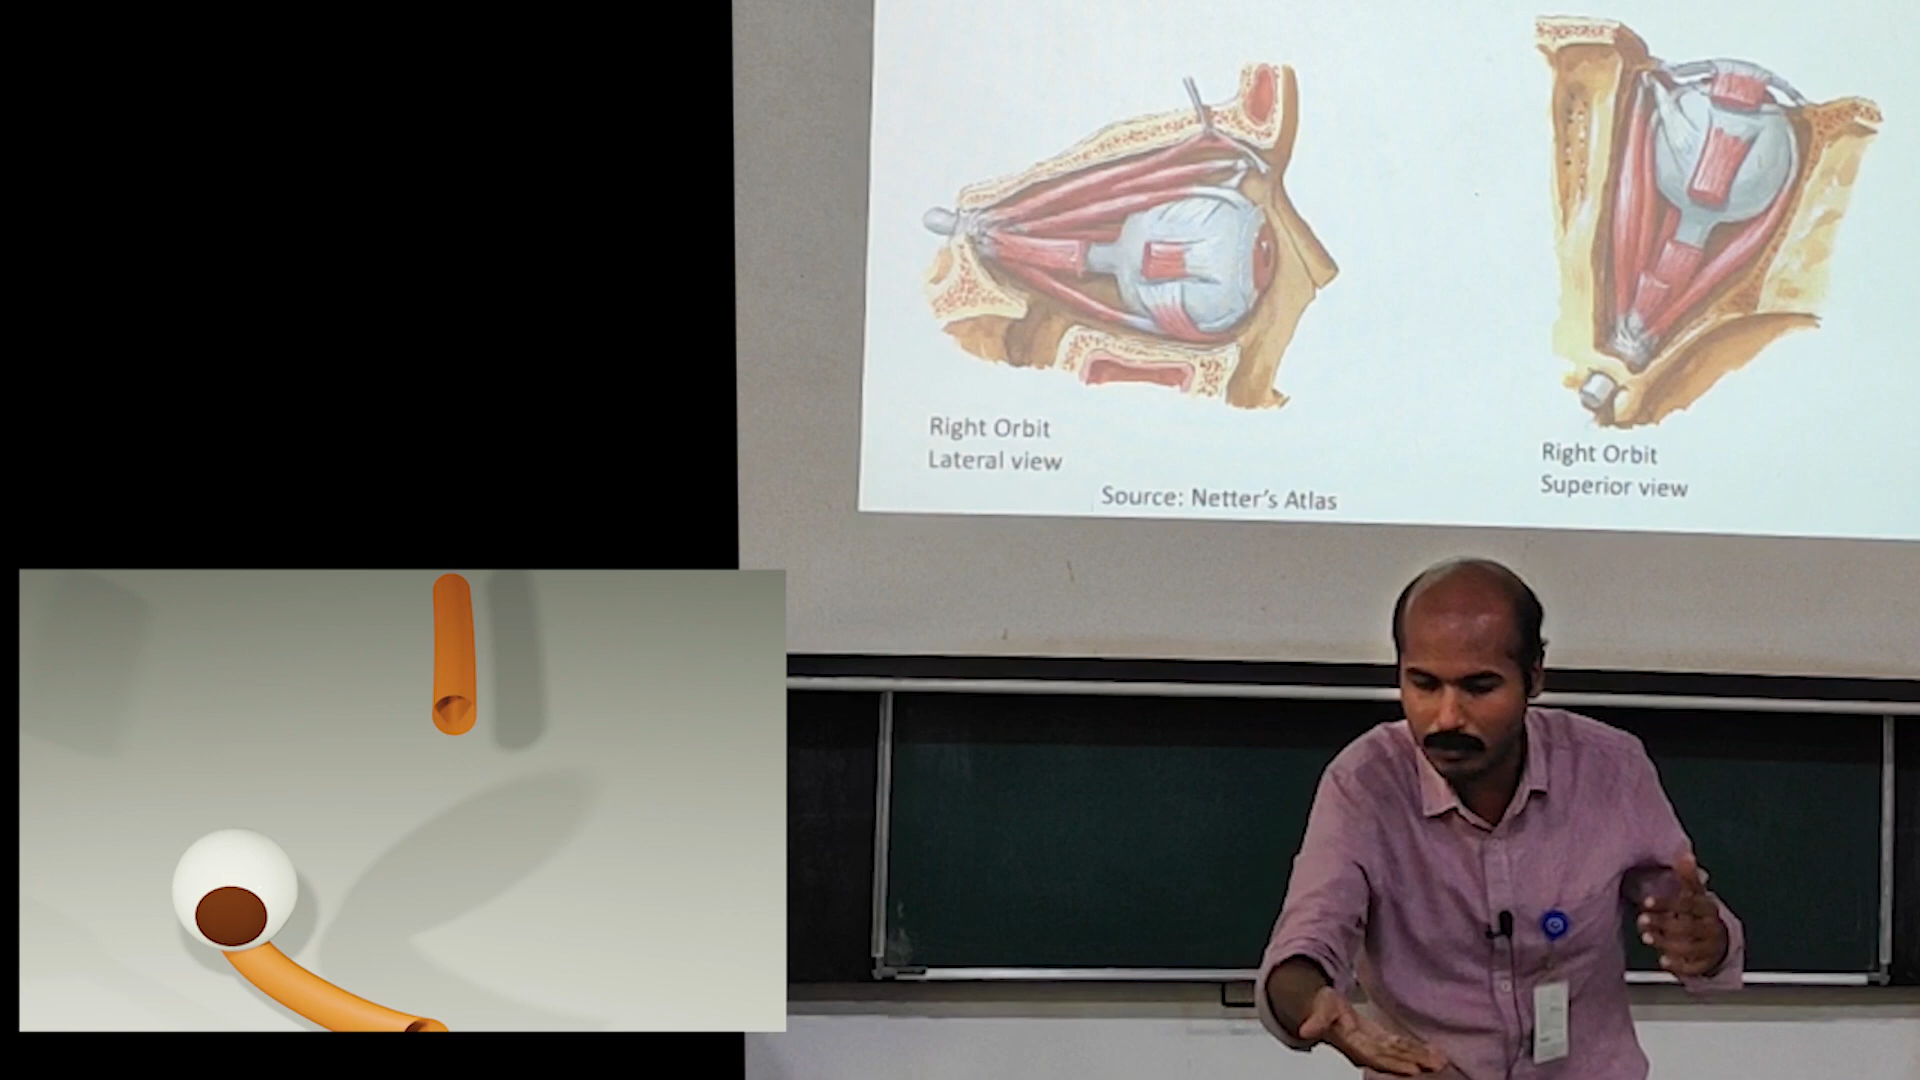 Right Orbit
Lateral view
Right Orbit
Superior view
Source: Netter's Atlas